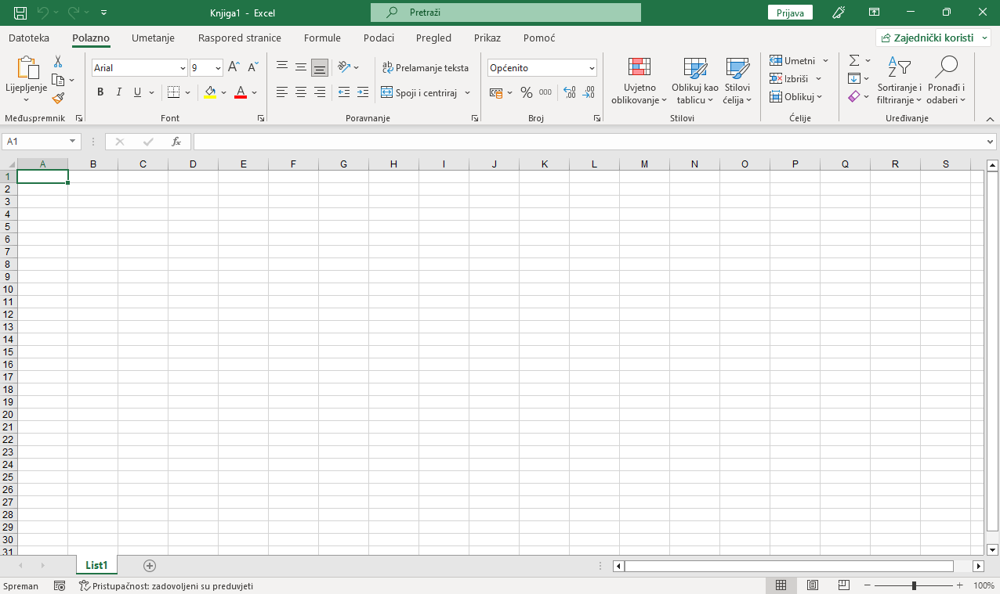 Knjiga1 - Excel
Pretraži
Prijava
Datoteka Polazno Umetanje Raspored stranice Formule Podaci Pregled Prikaz Pomoć
Zajednički koristi
Lijepljenje
Arial 9
B I U A
ab Prelamanje teksta
Spoji i centriraj
Općenito
% 000
Uvjetno oblikovanje
Oblikuj kao tablicu
Stilovi ćelija
Umetni
Izbriši
Oblikuj
Sortiranje i filtriranje
Pronađi i odaberi
Međuspremnik Font Poravnanje Broj Stilovi Ćelije Uređivanje
A1
fx
A B C D E F G H I J K L M N O P Q R S
1
2
3
4
5
6
7
8
9
10
11
12
13
14
15
16
17
18
19
20
21
22
23
24
25
26
27
28
29
30
31
List1
Spreman
Pristupačnost: zadovoljeni su preduvjeti
100%